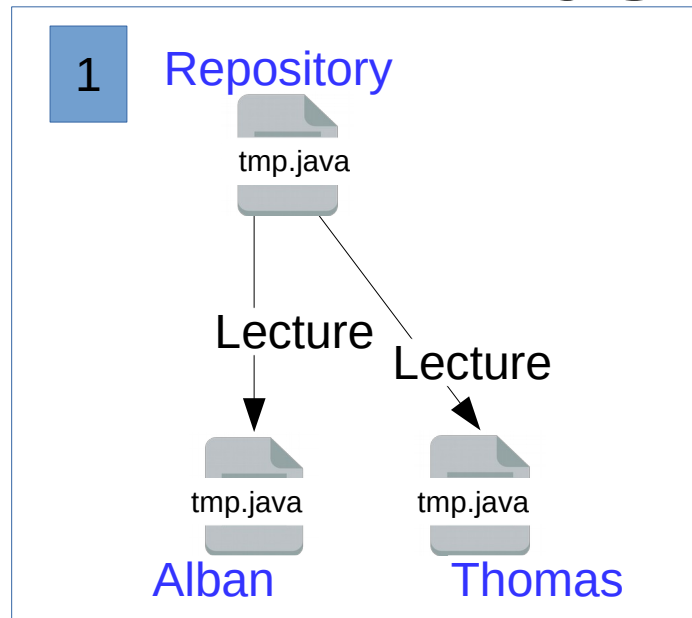 1
Repository
tmp.java
Lecture
Lecture
tmp.java
tmp.java
Alban
Thomas